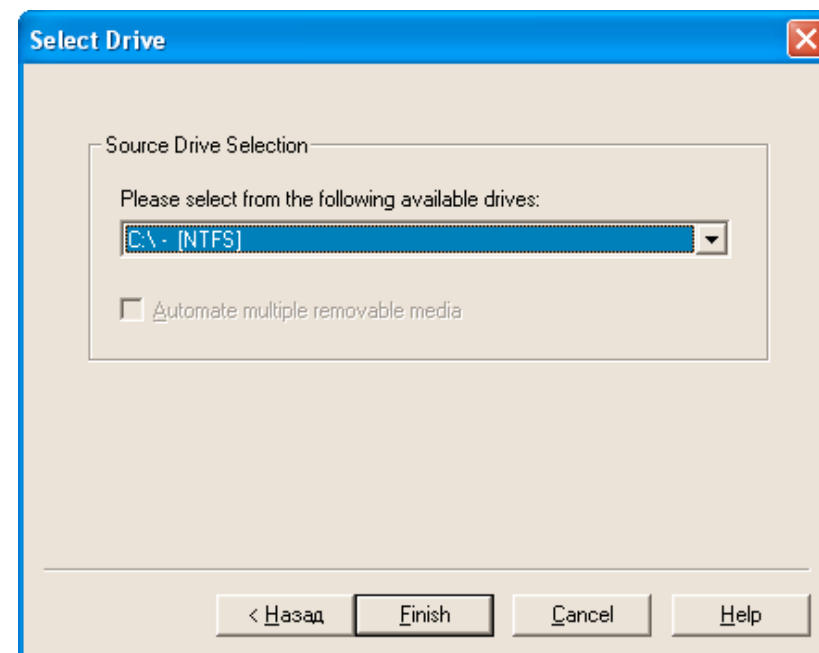 Select Drive
Source Drive Selection
Please select from the following available drives:
C:\ - [NTFS]
Automate multiple removable media
< Назад Finish Cancel Help